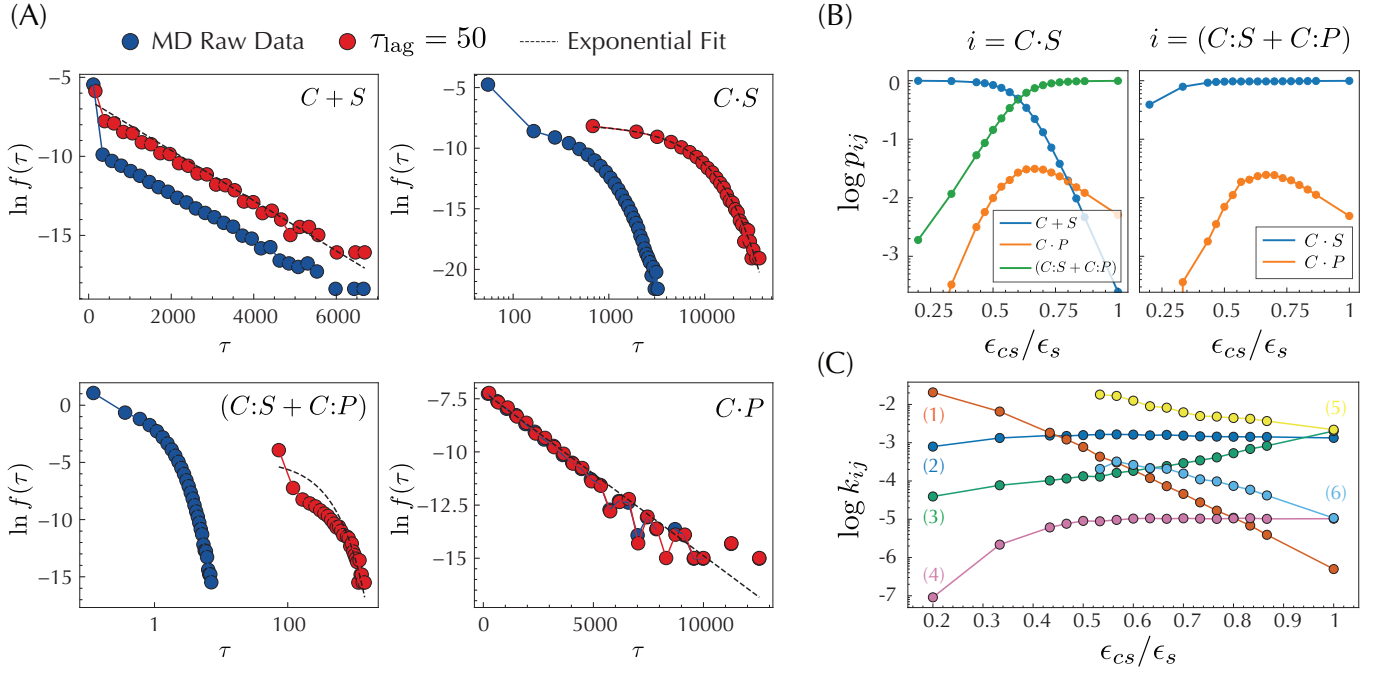 (A)
MD Raw Data
τ_lag = 50
Exponential Fit
C + S
ln f(τ)
−5
−10
−15
0
2000
4000
6000
τ
C·S
ln f(τ)
−5
−10
−15
−20
100
1000
10000
τ
(C:S + C:P)
ln f(τ)
0
−5
−10
−15
1
100
τ
C·P
ln f(τ)
−7.5
−10
−12.5
−15
0
5000
10000
τ
(B)
i = C·S
i = (C:S + C:P)
log p_ij
0
-1
-2
-3
C + S
C · P
(C:S + C:P)
0.25
0.5
0.75
1
ϵ_cs/ϵ_s
C · S
C · P
0.25
0.5
0.75
1
ϵ_cs/ϵ_s
(C)
log k_ij
-2
-3
-4
-5
-6
-7
(1)
(2)
(3)
(4)
(5)
(6)
0.2
0.3
0.4
0.5
0.6
0.7
0.8
0.9
1
ϵ_cs/ϵ_s